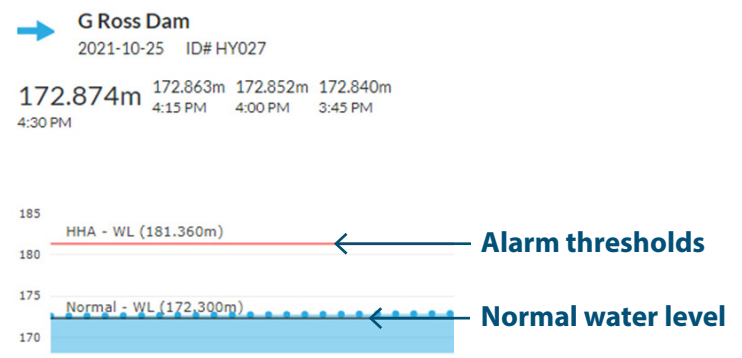 G Ross Dam
2021-10-25 ID# HY027
172.874m 172.863m 172.852m 172.840m
4:30 PM 4:15 PM 4:00 PM 3:45 PM
185
HHA - WL (181.360m)
Alarm thresholds
180
175
Normal - WL (172.300m)
Normal water level
170